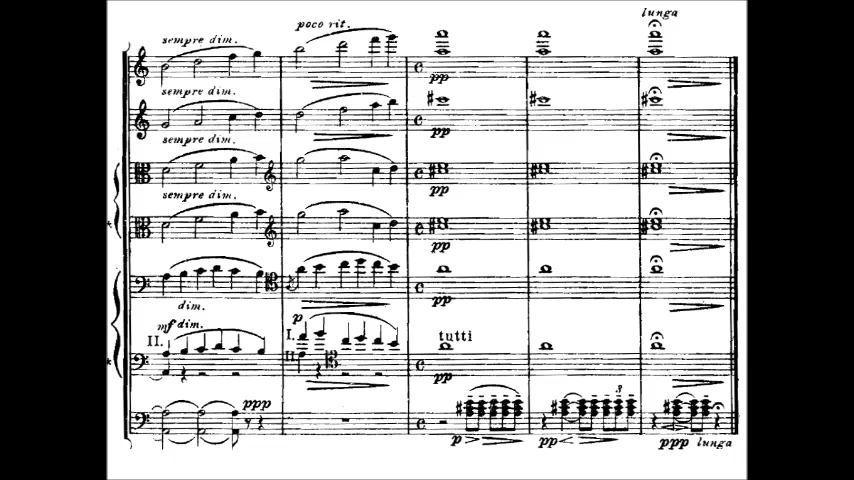 lunga
poco rit.
sempre dim.
pp
sempre dim.
pp
sempre dim.
pp
sempre dim.
pp
dim.
pp
p
mf dim.
II.
I.
II.
tutti
pp
ppp
3
p
pp
ppp lunga